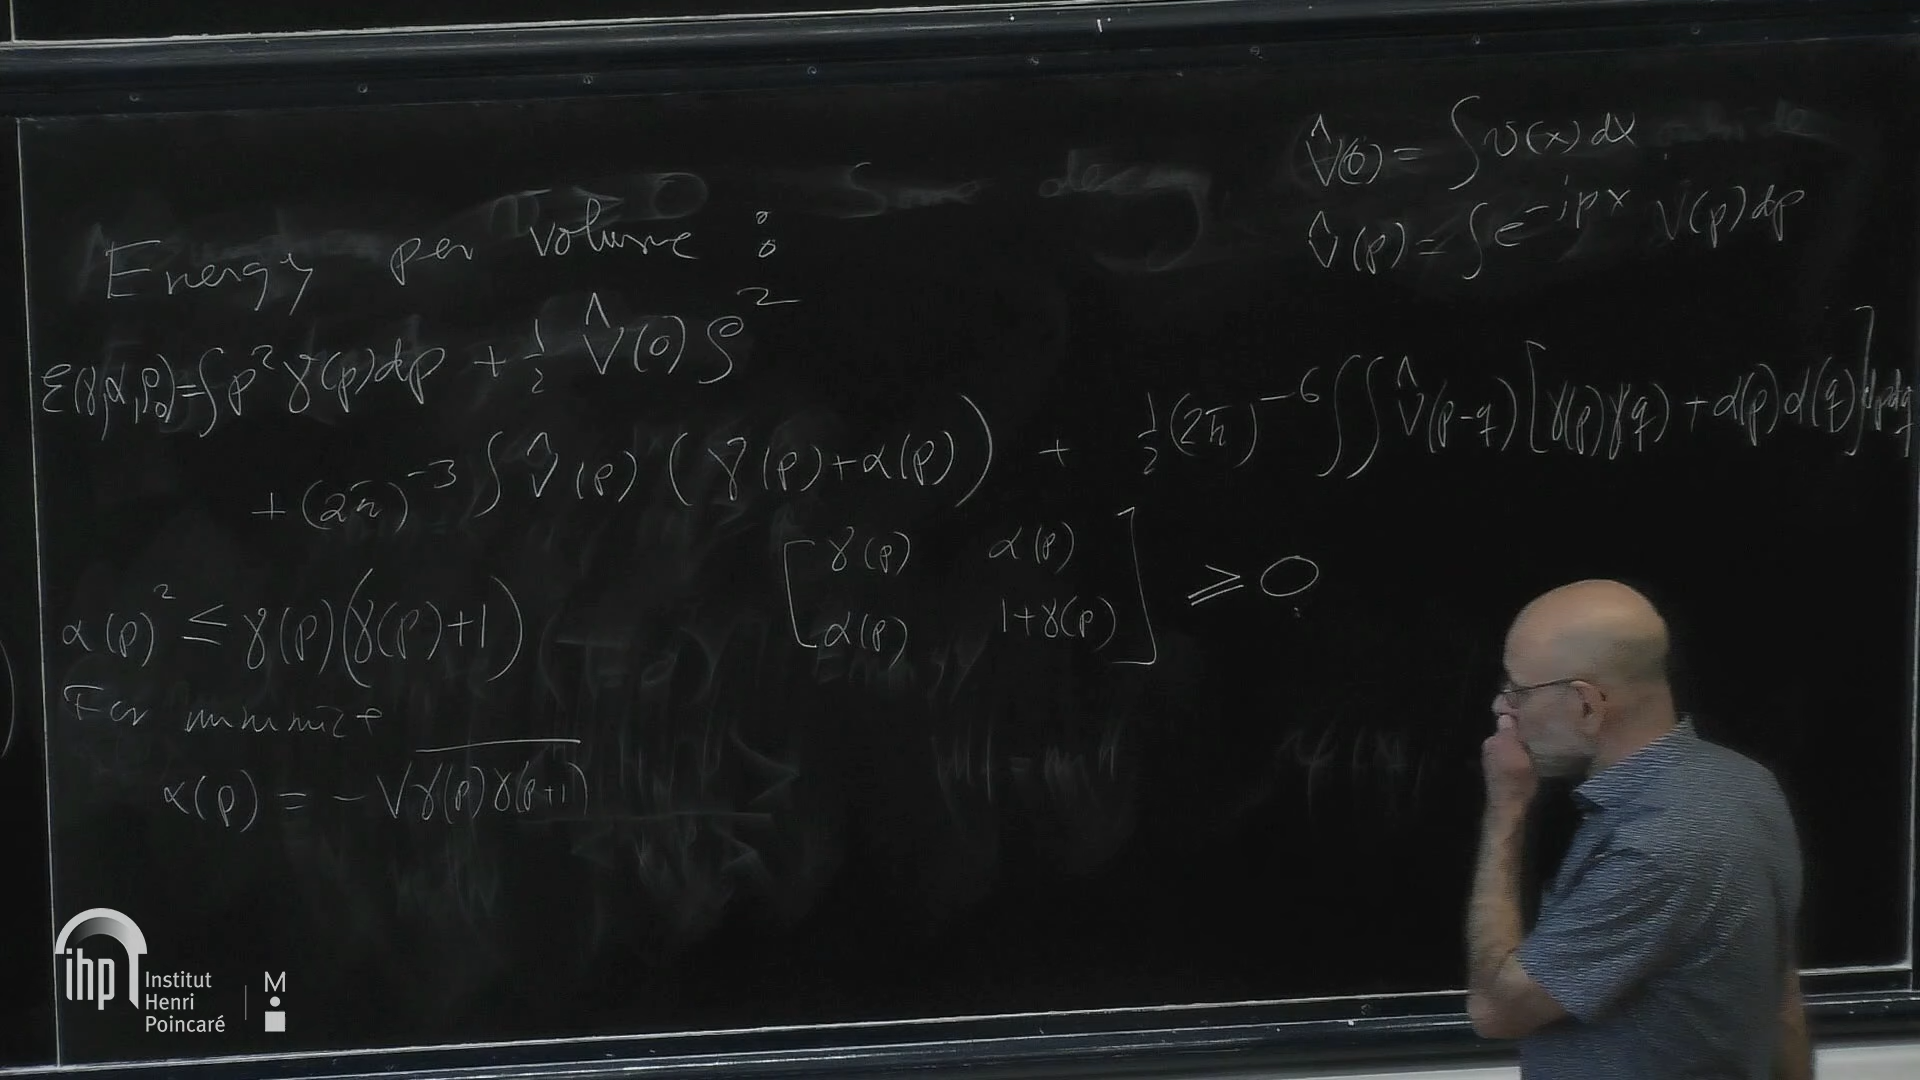 V̂(0) = ∫ v(x) dx
V̂(p) = ∫ e^{-ipx} V(p) dp
Energy per volume :
ε(γ,α,ρ₀) = ∫ p² γ(p) dp + ½ V̂(0) ρ²
+ (2π)^{-3} ∫ V̂(p) (γ(p) + α(p)) + ½ (2π)^{-6} ∬ V̂(p-q) [γ(p)γ(q) + α(p)α(q)] dp dq
[γ(p) α(p)
α(p) 1+γ(p)] ≥ 0
α(p)² ≤ γ(p)(γ(p)+1)
For
α(p) = -√γ(p)γ(p+1)
ihp Institut
Henri
Poincaré
M